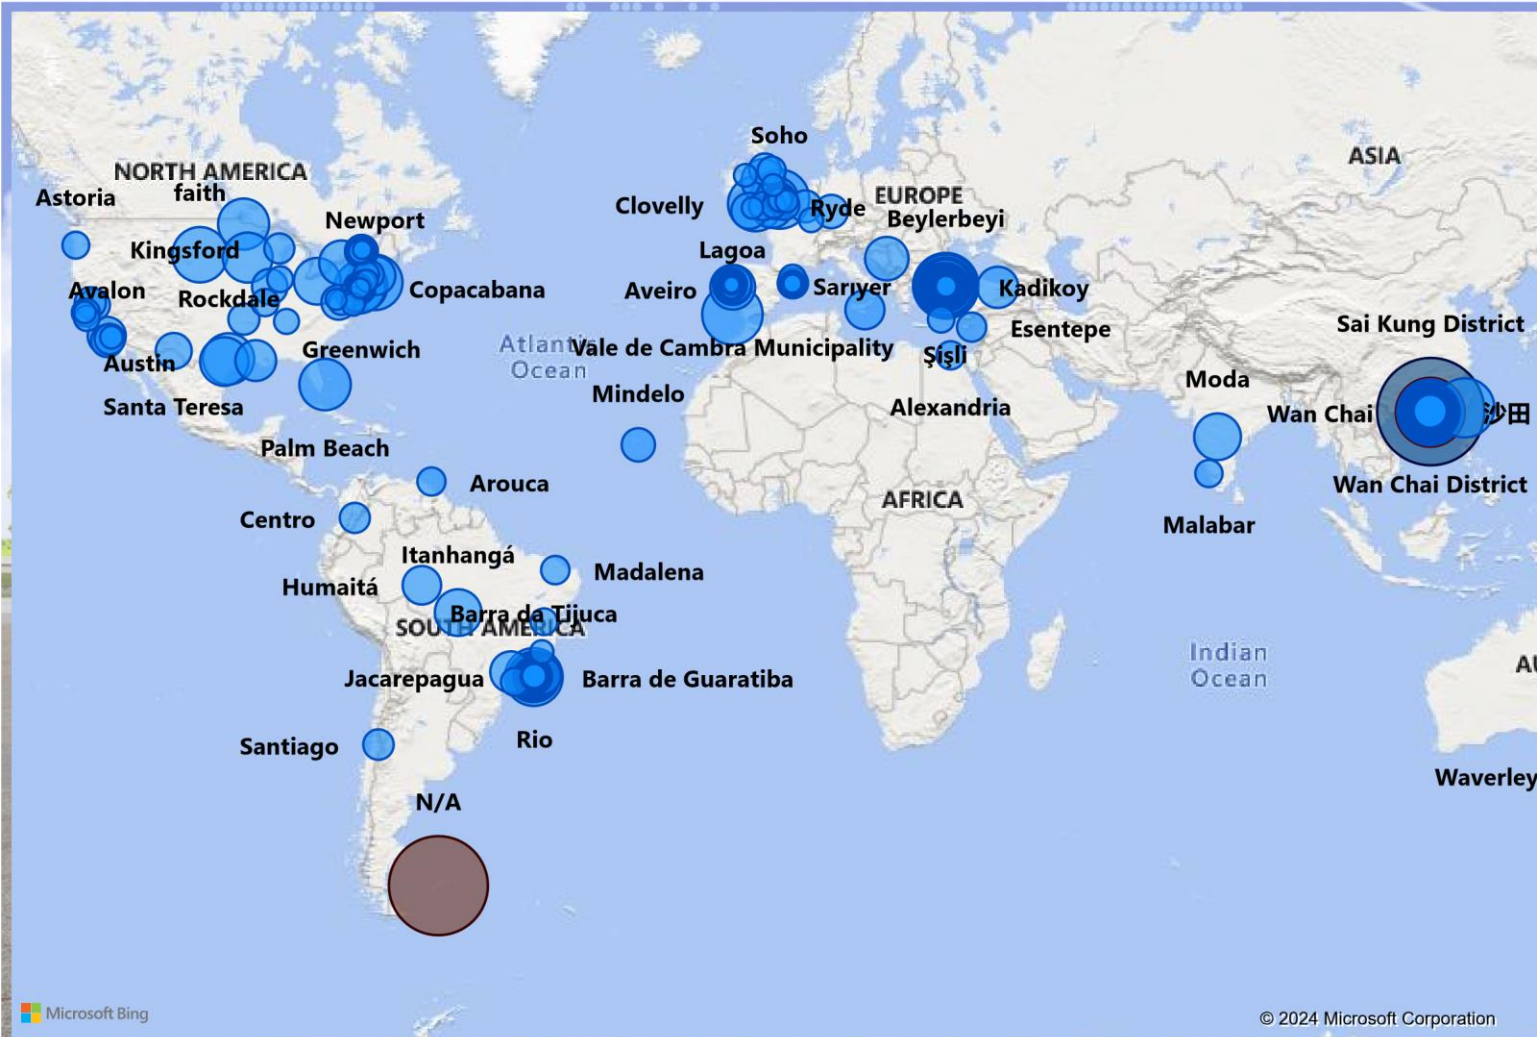 Soho
NORTH AMERICA
ASIA
faith
Astoria
EUROPE
Clovelly
Ryde
Newport
Beylerbeyi
Kingsford
Lagoa
Avalon
Rockdale
Copacabana
Aveiro
Sarıyer
Kadikoy
Esentepe
Sai Kung District
Atlantic
Ocean
Greenwich
Vale de Cambra Municipality
Şişli
Austin
Moda
Mindelo
Santa Teresa
Alexandria
Wan Chai
沙田
Palm Beach
Arouca
Wan Chai District
AFRICA
Centro
Malabar
Itanhangá
Humaitá
Madalena
Barra da Tijuca
SOUTH AMERICA
Indian
Ocean
AU
Jacarepagua
Barra de Guaratiba
Rio
Santiago
Waverley
N/A
Microsoft Bing
© 2024 Microsoft Corporation